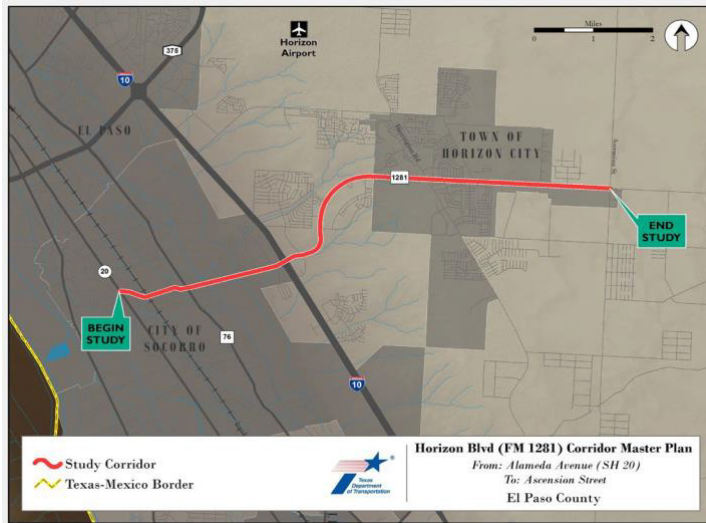 Miles
0 1 2
375
Horizon
Airport
10
EL PASO
TOWN OF
HORIZON CITY
1281
END
STUDY
20
BEGIN
STUDY
CITY OF
SOCORRO
76
10
Study Corridor
Texas-Mexico Border
Texas
Department
of Transportation
Horizon Blvd (FM 1281) Corridor Master Plan
From: Alameda Avenue (SH 20)
To: Ascension Street
El Paso County